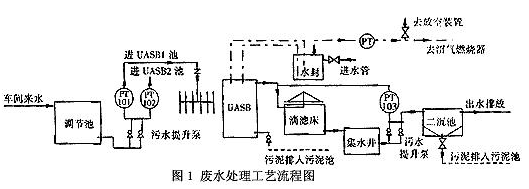 去放空装置
进UASB1 池
进UASB2 池
PT
去沼气燃烧器
水封
进水管
车间来水
PT
101
PT
102
PT
103
调节池
污水提升泵
UASB
滴滤床
集水井
污水
提升泵
二沉池
出水排放
污泥排入污泥池
污泥排入污泥池
图 1 废水处理工艺流程图